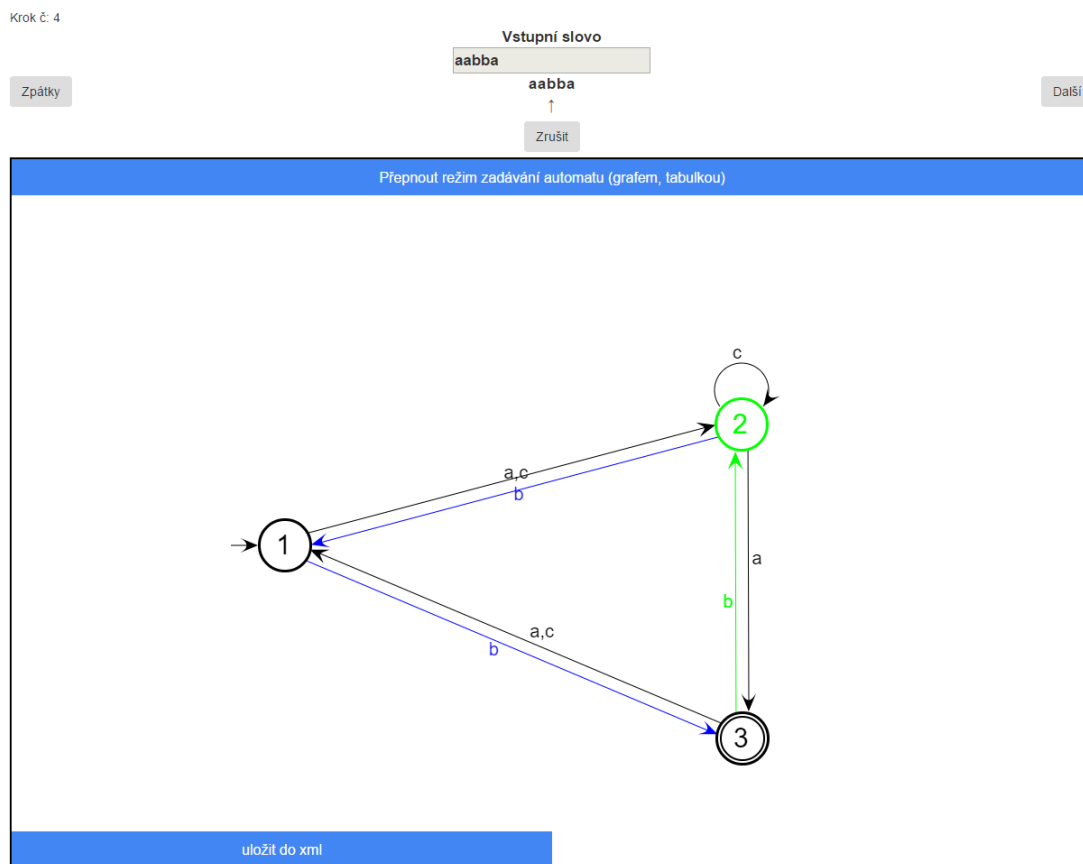 Krok č: 4
Vstupní slovo
aabba
Zpátky
aabba
Další
↑
Zrušit
Přepnout režim zadávání automatu (grafem, tabulkou)
c
2
a,c
b
1
a
b
a,c
b
3
uložit do xml